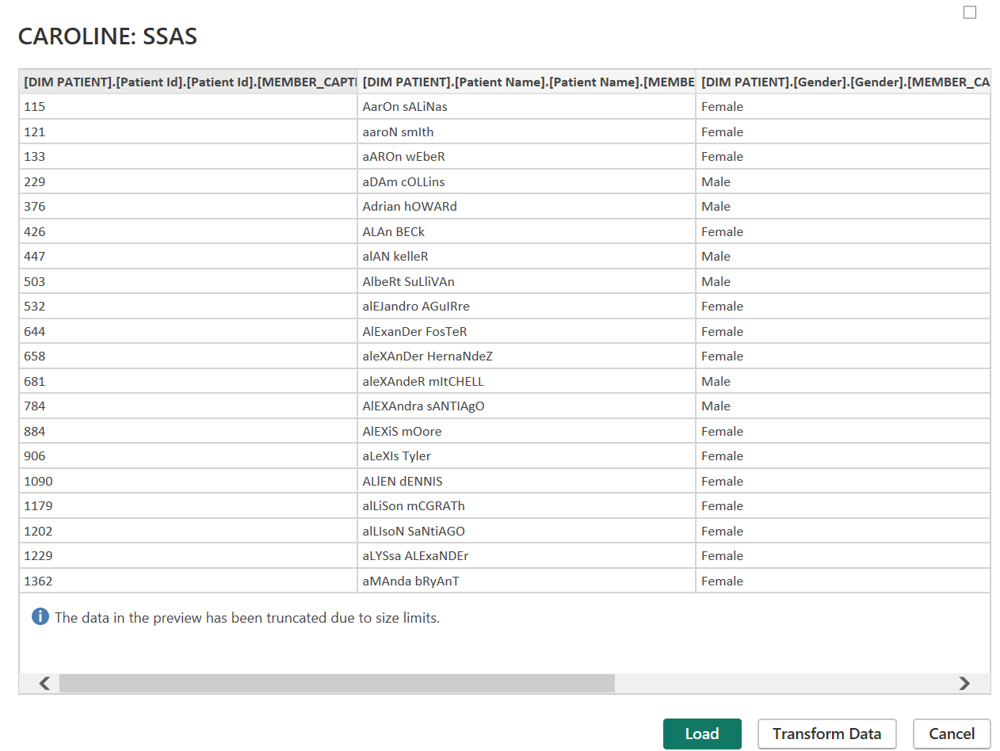 CAROLINE: SSAS
[DIM PATIENT].[Patient Id].[Patient Id].[MEMBER_CAPTI [DIM PATIENT].[Patient Name].[Patient Name].[MEMBE [DIM PATIENT].[Gender].[Gender].[MEMBER_CA
115 AarOn sALiNas Female
121 aaroN smIth Female
133 aAROn wEbeR Female
229 aDAm cOLLins Male
376 Adrian hOWARd Male
426 ALAn BECk Female
447 alAN kelleR Male
503 AlbeRt SuLliVAn Male
532 alEJandro AGuIRre Female
644 AlExanDer FosTeR Female
658 aleXAnDer HernaNdeZ Female
681 aleXAndeR mItCHELL Male
784 AlEXAndra sANTIAgO Male
884 AlEXiS mOore Female
906 aLeXIs Tyler Female
1090 ALlEN dENNIS Female
1179 alLiSon mCGRATh Female
1202 alLIsoN SaNtiAGO Female
1229 aLYSsa ALExaNDEr Female
1362 aMAnda bRyAnT Female
The data in the preview has been truncated due to size limits.
Load Transform Data Cancel